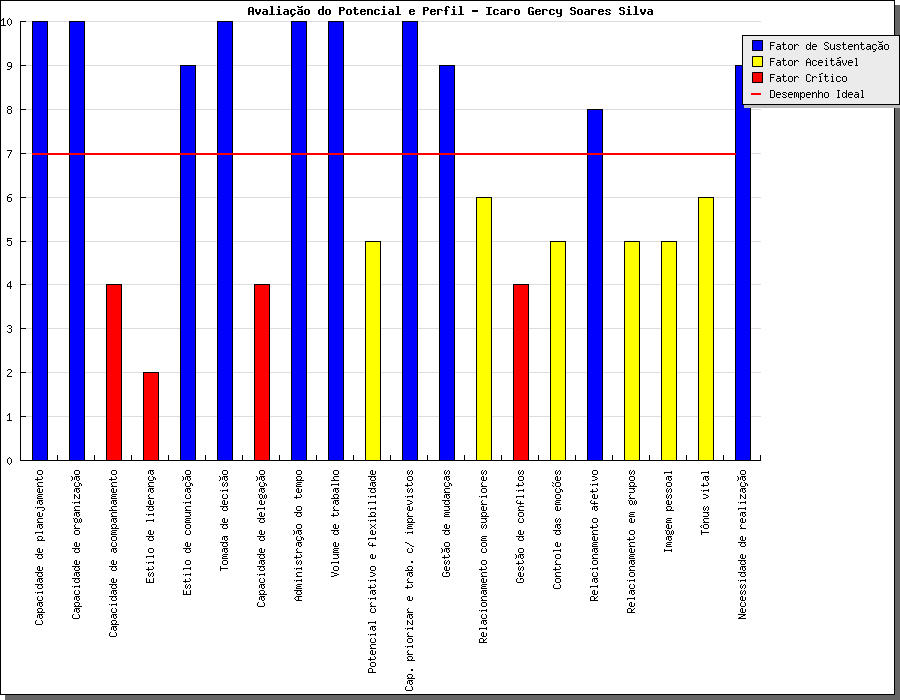 Avaliação do Potencial e Perfil - Icaro Gercy Soares Silva
Fator de Sustentação
Fator Aceitável
Fator Crítico
Desempenho Ideal
10
9
8
7
6
5
4
3
2
1
0
Capacidade de planejamento
Capacidade de organização
Capacidade de acompanhamento
Estilo de liderança
Estilo de comunicação
Tomada de decisão
Capacidade de delegação
Administração do tempo
Volume de trabalho
Potencial criativo e flexibilidade
Cap. priorizar e trab. c/ imprevistos
Gestão de mudanças
Relacionamento com superiores
Gestão de conflitos
Controle das emoções
Relacionamento afetivo
Relacionamento em grupos
Imagem pessoal
Tônus vital
Necessidade de realização